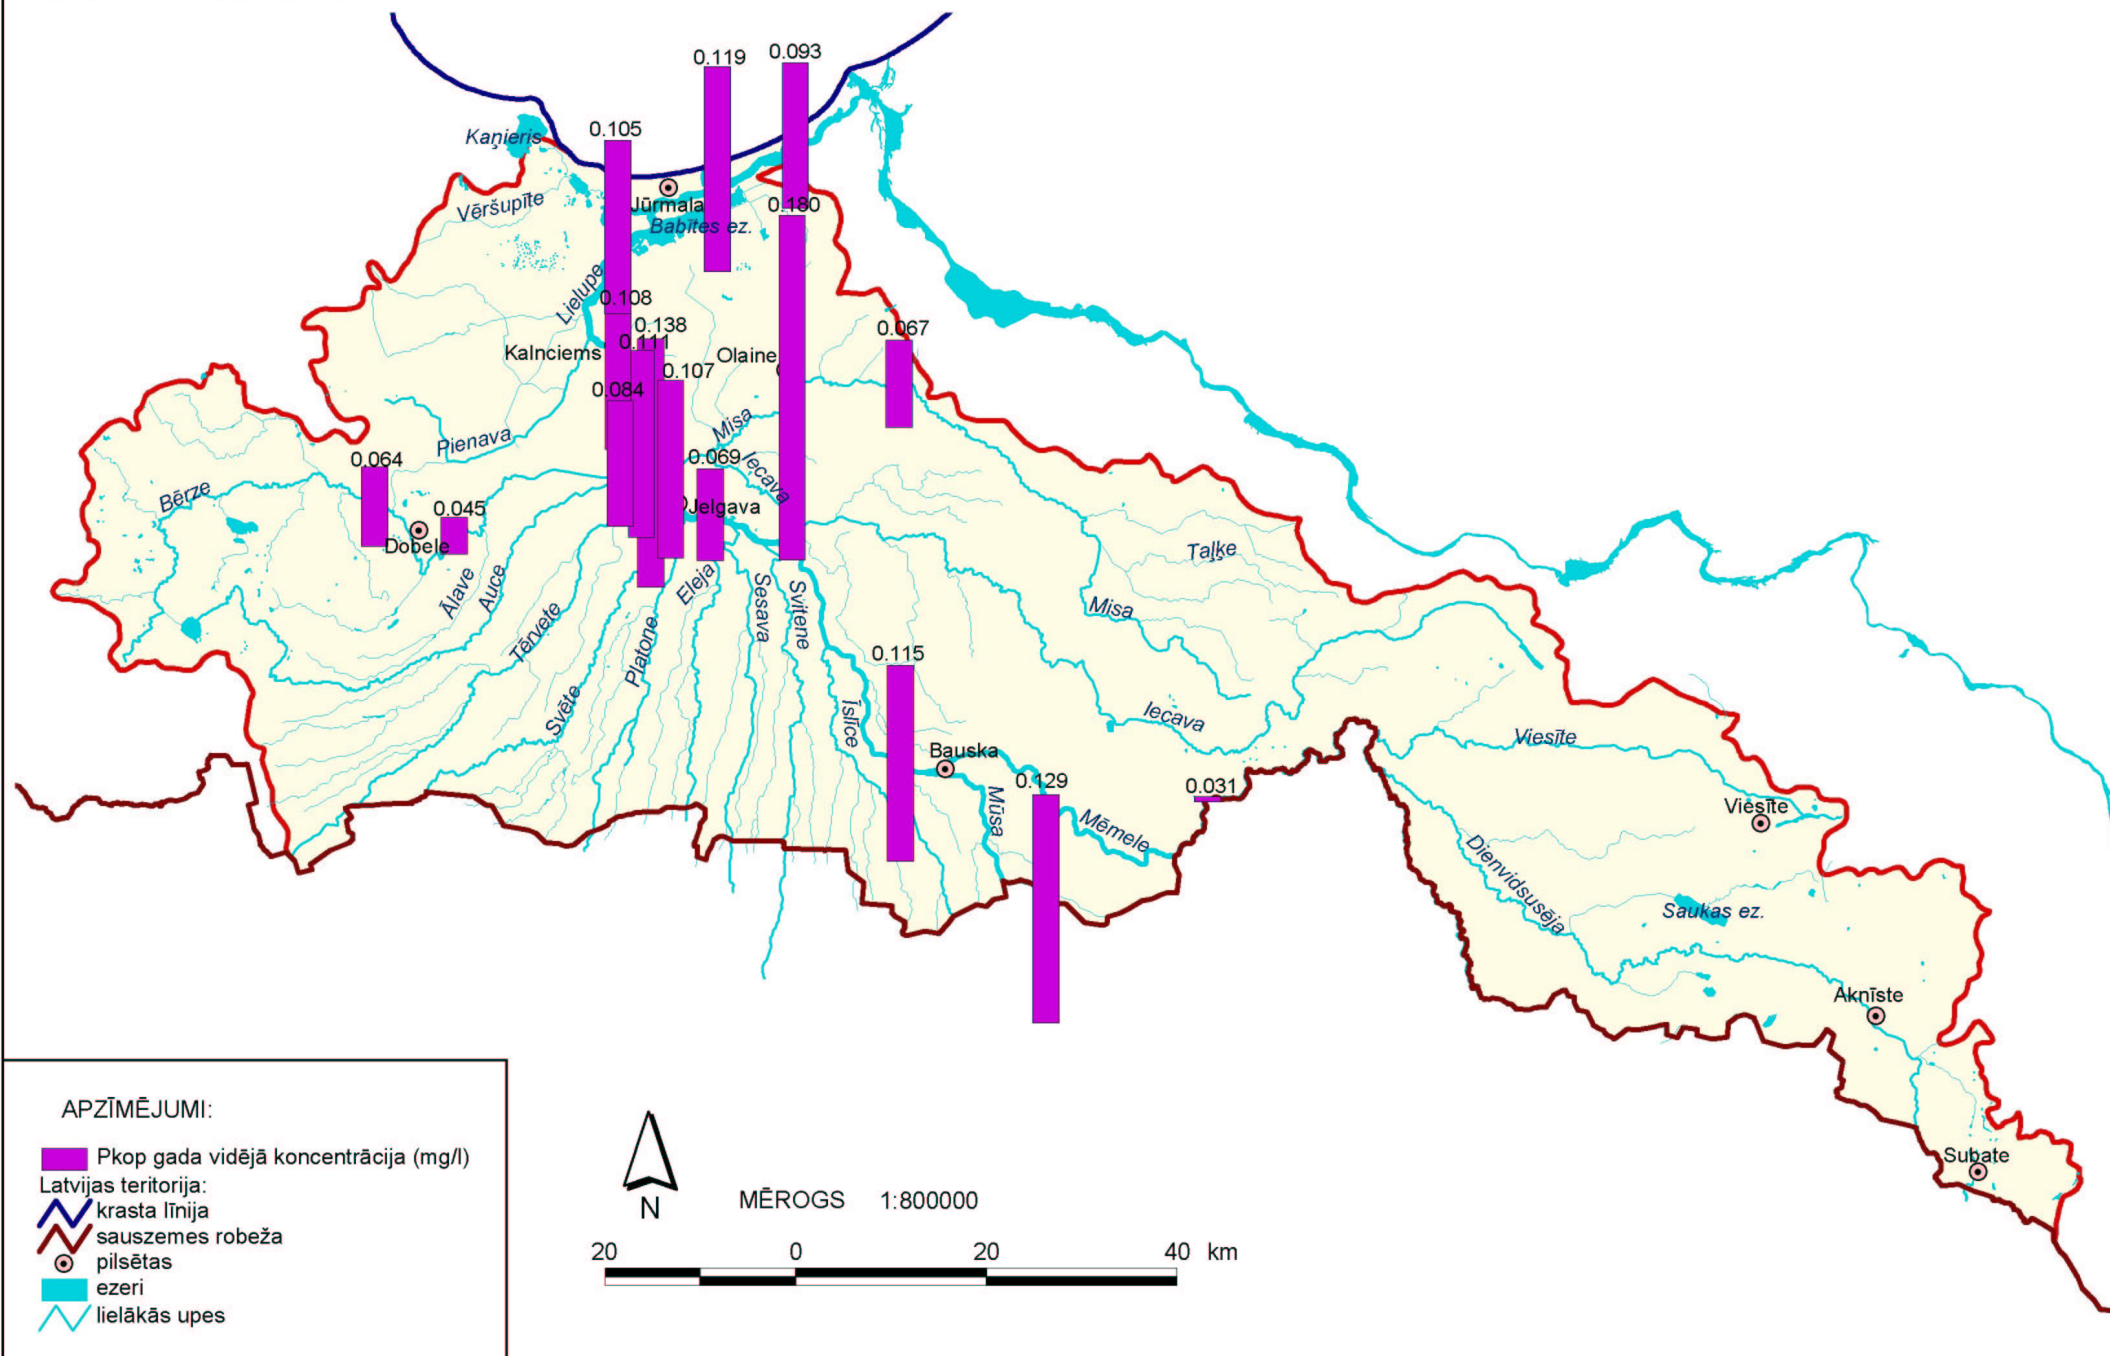 0.093
0.119
0.105
Kaņieris
Vēršupīte
Jūrmala
0.180
Babītes ez.
Lielupe
0.108
0.138
0.111
0.067
Kalnciems
Olaine
0.107
0.084
Misa
Pienava
0.064
0.069
Iecava
Bērze
0.045
Jelgava
Dobele
Taļķe
Ālave
Auce
Eleja
Sesava
Svitene
Misa
Tērvete
Platone
0.115
Svēte
Īslīce
Iecava
Viesīte
Bauska
0.129
0.031
Mūsa
Mēmele
Viesīte
Dienvidsusēja
Saukas ez.
Aknīste
Subate
APZĪMĒJUMI:
Pkop gada vidējā koncentrācija (mg/l)
Latvijas teritorija:
krasta līnija
sauszemes robeža
pilsētas
ezeri
lielākās upes
N
MĒROGS 1:800000
20 0 20 40 km